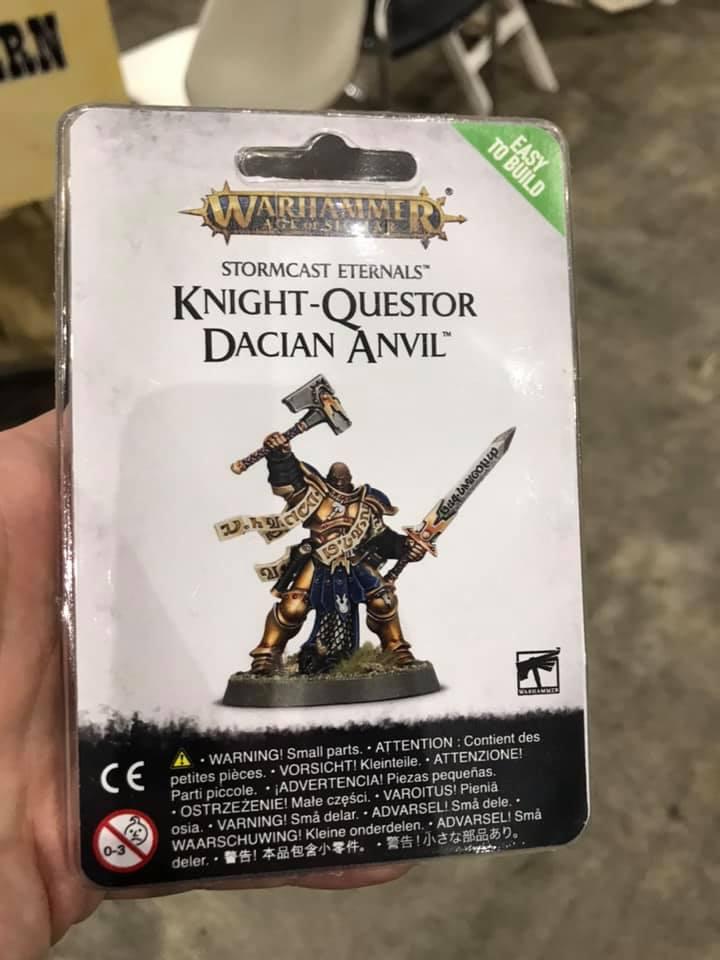 RN
EASY
TO BUILD
WARHAMMER
AGE OF SIGMAR
STORMCAST ETERNALS™
KNIGHT-QUESTOR
DACIAN ANVIL™
WARHAMMER
CE
0-3
• WARNING! Small parts. • ATTENTION : Contient des
petites pièces. • VORSICHT! Kleinteile. • ATTENZIONE!
Parti piccole. • ¡ADVERTENCIA! Piezas pequeñas.
• OSTRZEŻENIE! Małe części. • VAROITUS! Pieniä
osia. • VARNING! Små delar. • ADVARSEL! Små dele. •
WAARSCHUWING! Kleine onderdelen. • ADVARSEL! Små
deler. • 警告! 本品包含小零件。 • 警告!小さな部品あり。